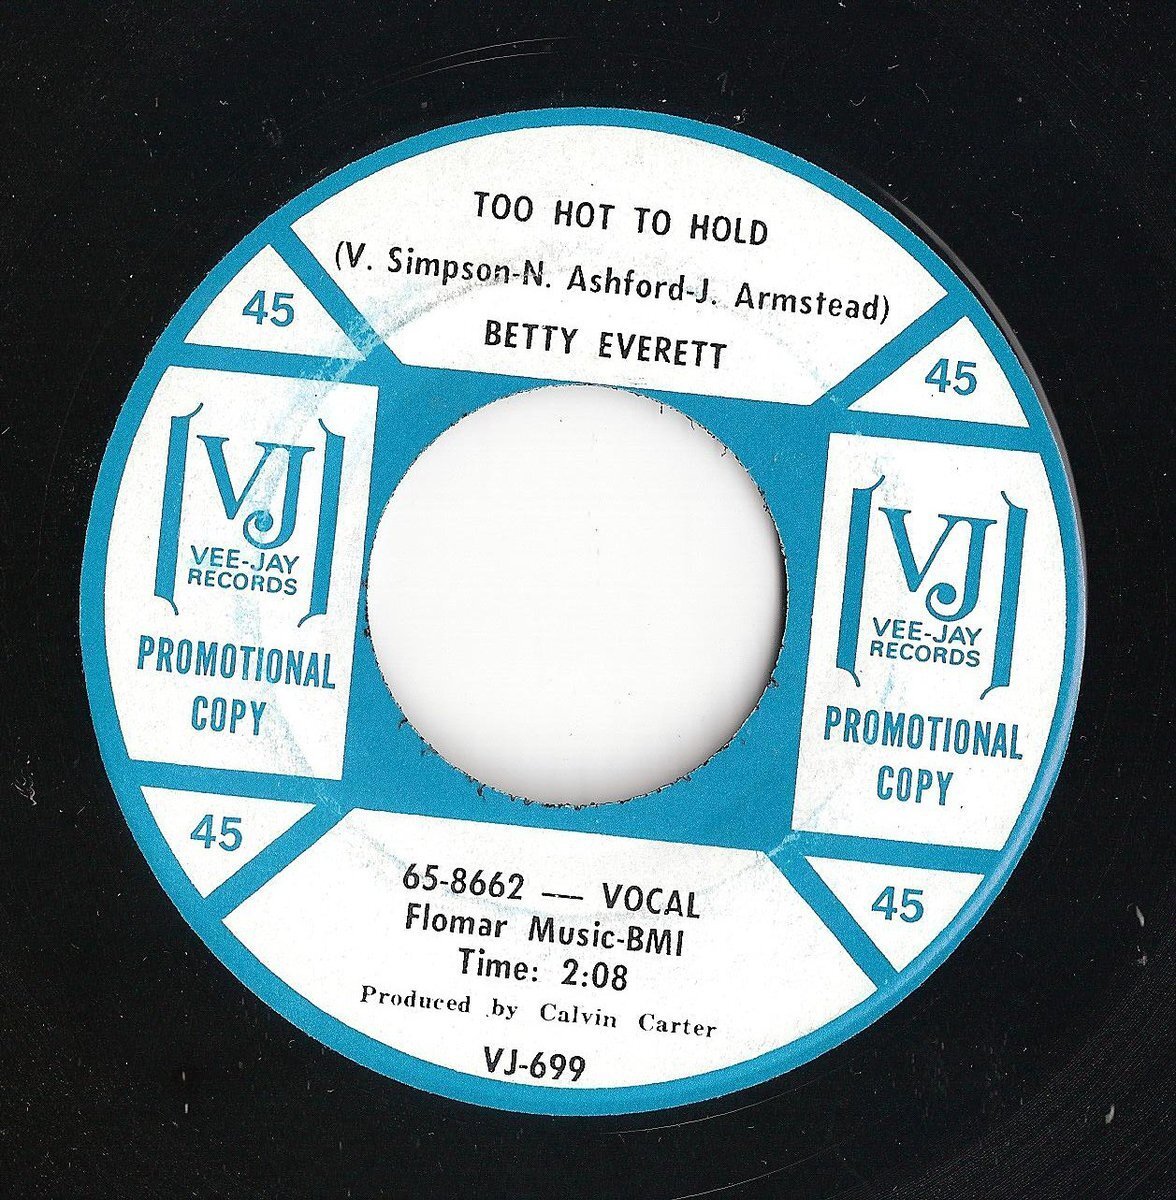 TOO HOT TO HOLD
(V. Simpson-N. Ashford-J. Armstead)
BETTY EVERETT
45
45
VJ
VEE-JAY
RECORDS
PROMOTIONAL
COPY
VJ
VEE-JAY
RECORDS
PROMOTIONAL
COPY
45
45
65-8662 — VOCAL
Flomar Music-BMI
Time: 2:08
Produced by Calvin Carter
VJ-699